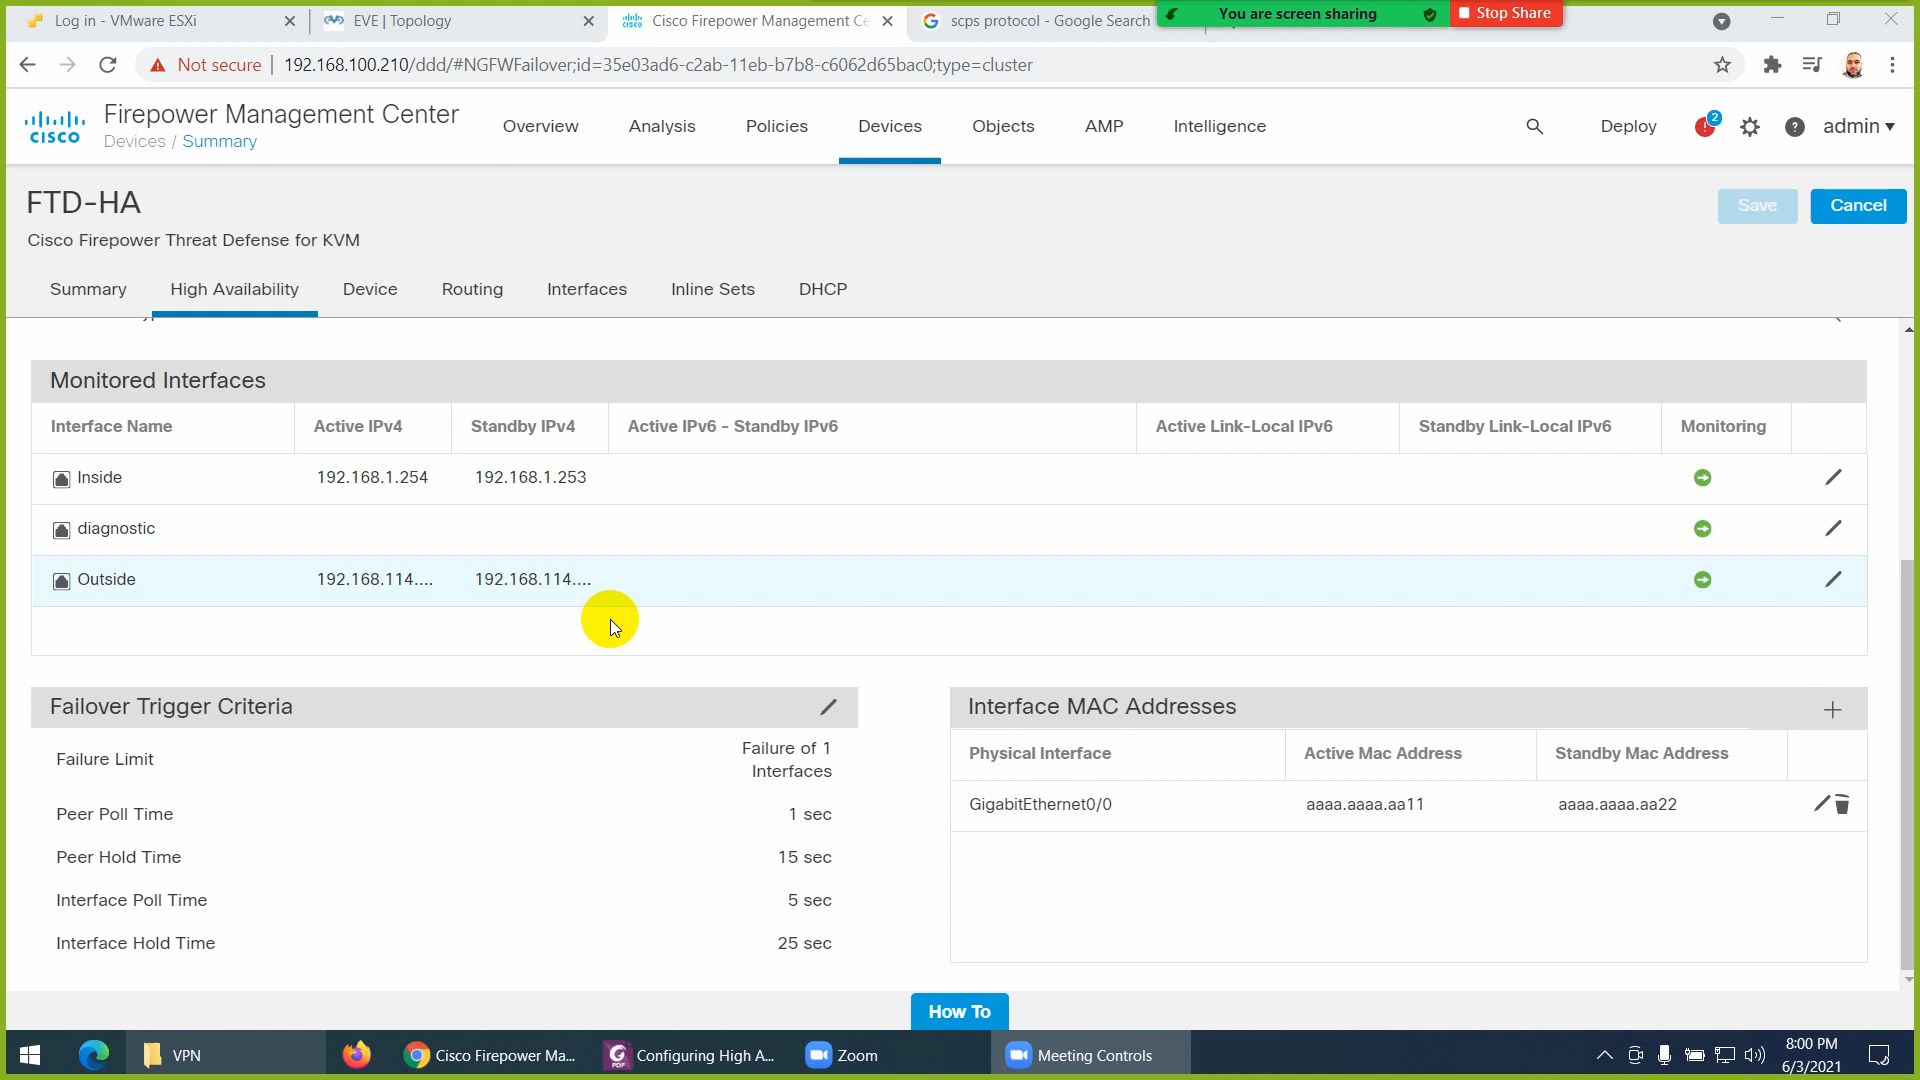 Log in - VMware ESXi
EVE | Topology
Cisco Firepower Management Ce
scps protocol - Google Search
You are screen sharing
Stop Share
Not secure
192.168.100.210/ddd/#NGFWFailover;id=35e03ad6-c2ab-11eb-b7b8-c6062d65bac0;type=cluster
cisco
Firepower Management Center
Devices / Summary
Overview
Analysis
Policies
Devices
Objects
AMP
Intelligence
Deploy
2
admin
FTD-HA
Save
Cancel
Cisco Firepower Threat Defense for KVM
Summary
High Availability
Device
Routing
Interfaces
Inline Sets
DHCP
Monitored Interfaces
Interface Name
Active IPv4
Standby IPv4
Active IPv6 - Standby IPv6
Active Link-Local IPv6
Standby Link-Local IPv6
Monitoring
Inside
192.168.1.254
192.168.1.253
diagnostic
Outside
192.168.114....
192.168.114....
Failover Trigger Criteria
Failure Limit
Failure of 1
Interfaces
Peer Poll Time
1 sec
Peer Hold Time
15 sec
Interface Poll Time
5 sec
Interface Hold Time
25 sec
Interface MAC Addresses
Physical Interface
Active Mac Address
Standby Mac Address
GigabitEthernet0/0
aaaa.aaaa.aa11
aaaa.aaaa.aa22
How To
VPN
Cisco Firepower Ma...
PDF
Configuring High A...
Zoom
Meeting Controls
8:00 PM
6/3/2021